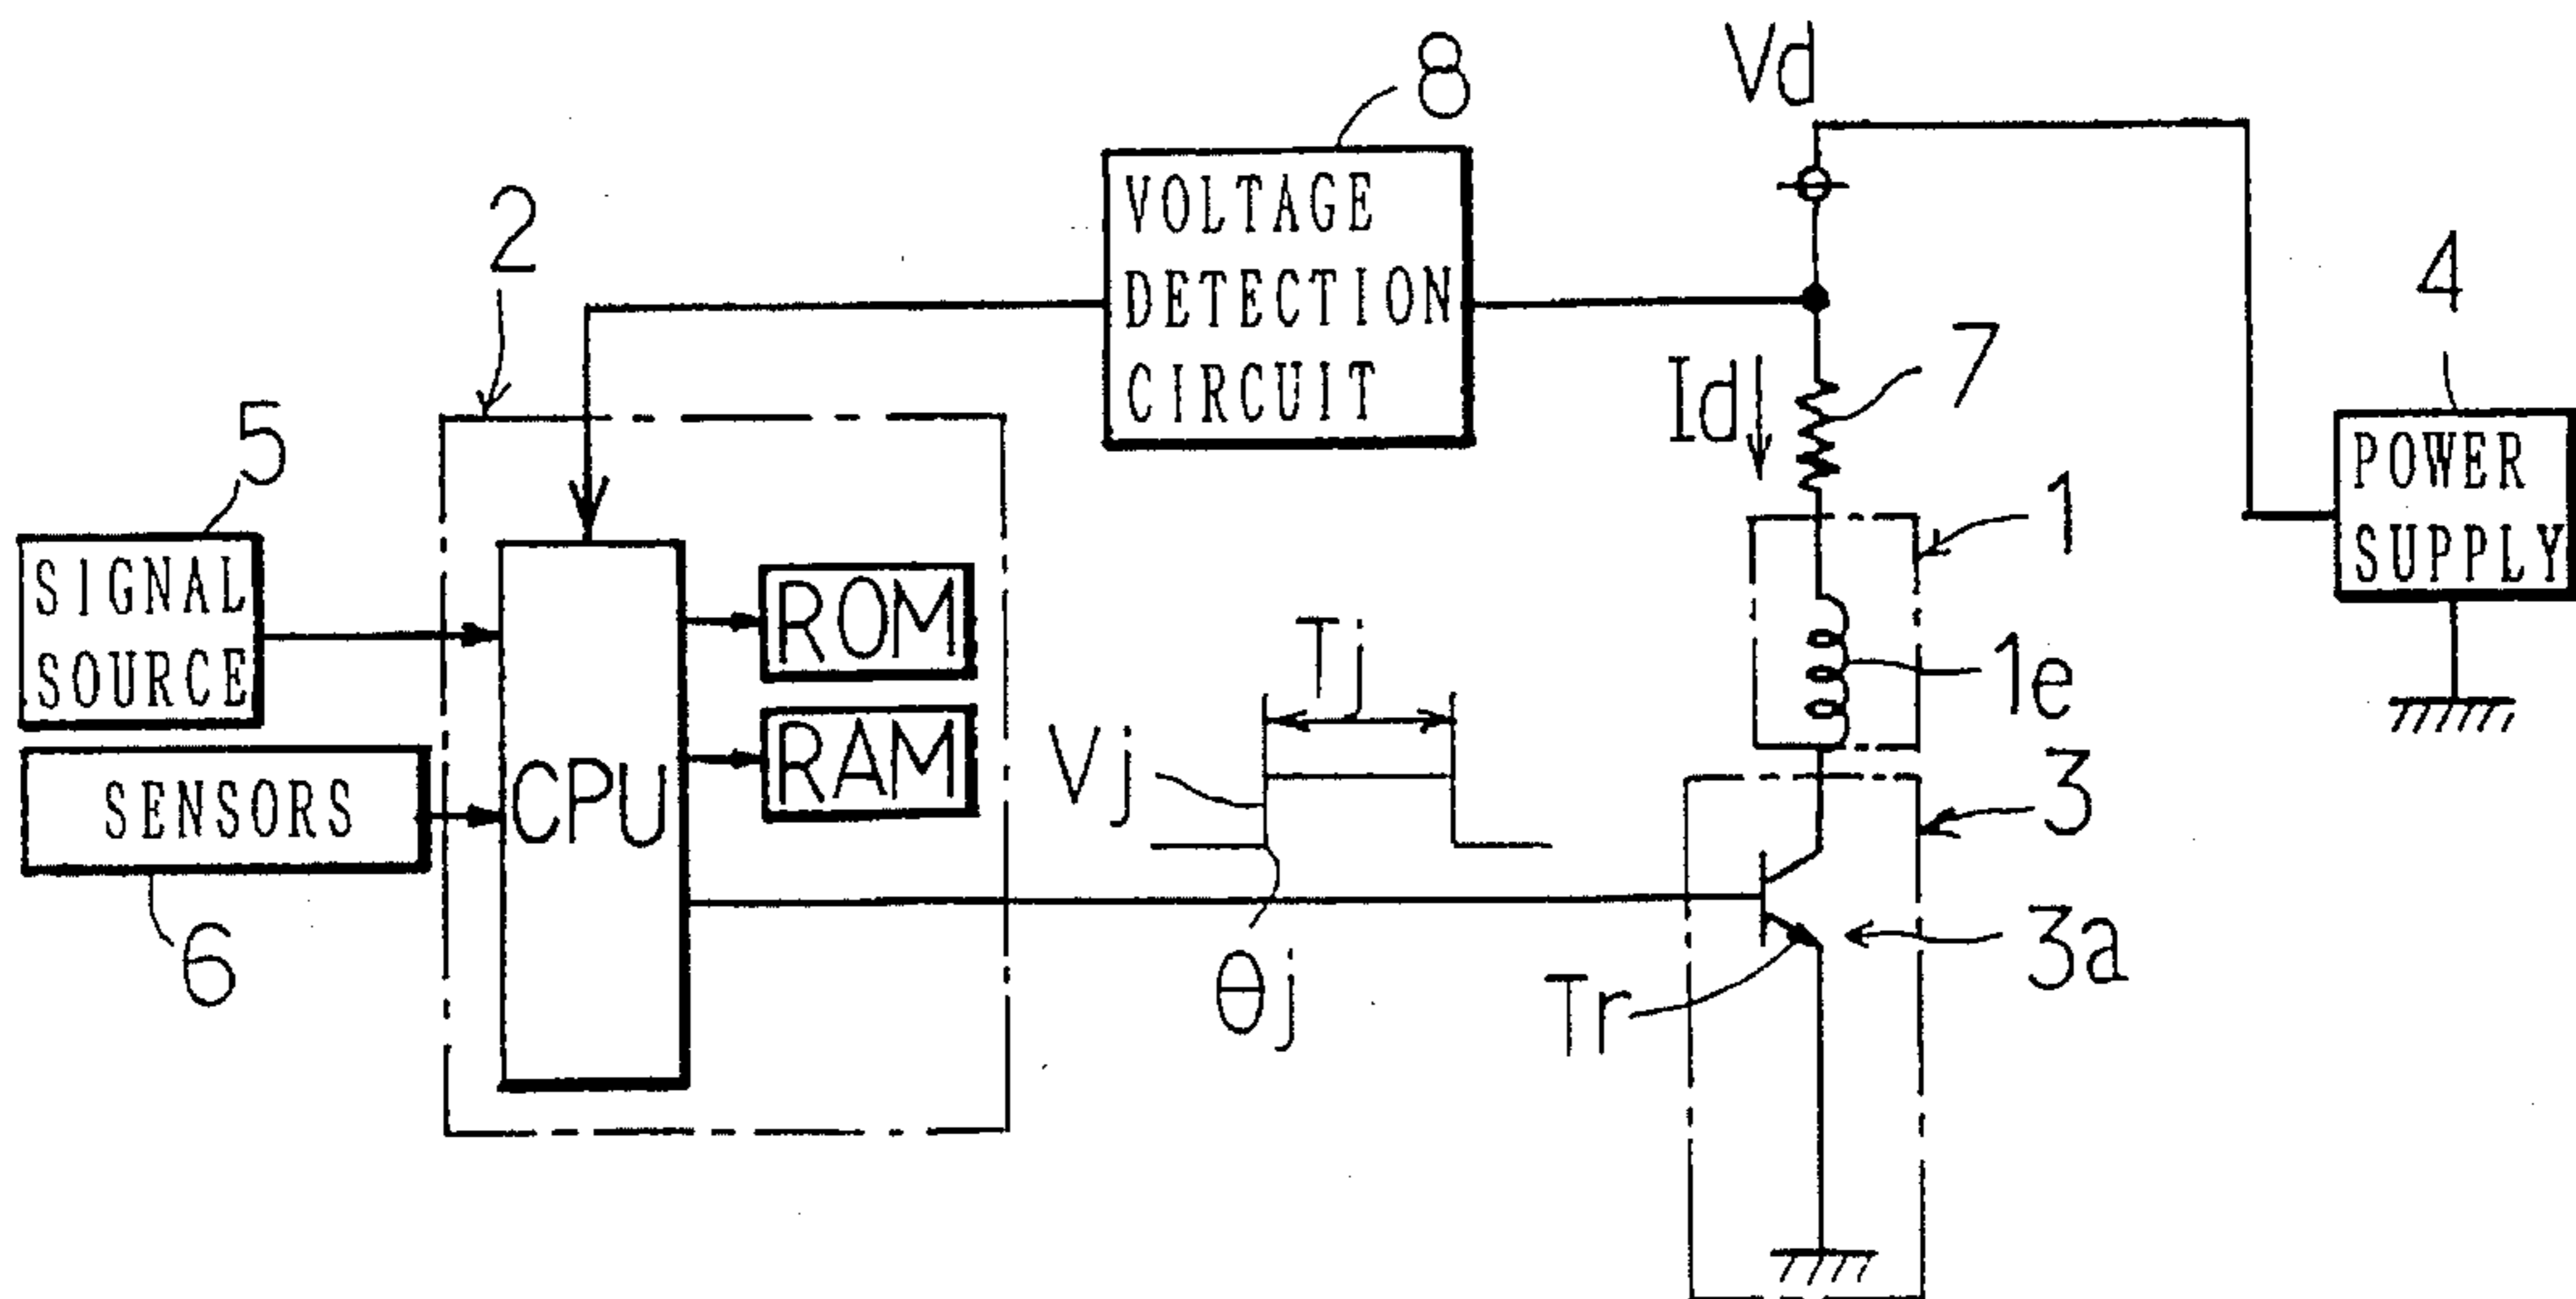 Vd
8
VOLTAGE
DETECTION
CIRCUIT
2
4
7
Id
5
POWER
SUPPLY
1
SIGNAL
SOURCE
ROM
Tj
1e
RAM
Vj
SENSORS
CPU
3
3a
6
θj
Tr